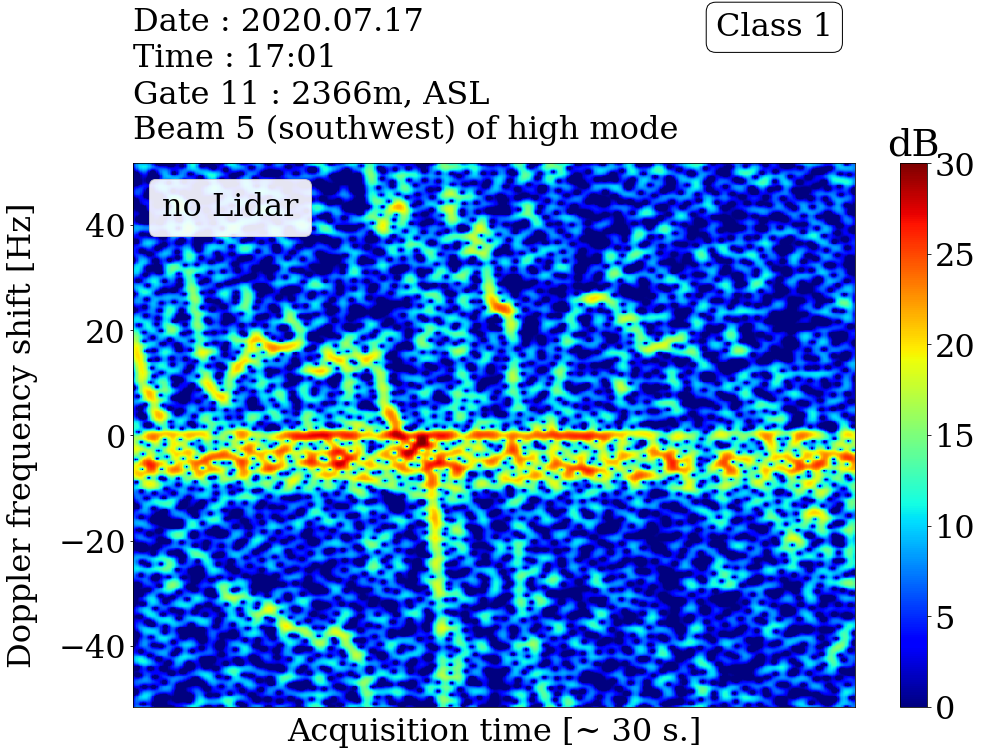 Date : 2020.07.17
Time : 17:01
Gate 11 : 2366m, ASL
Beam 5 (southwest) of high mode
Class 1
dB
no Lidar
Doppler frequency shift [Hz]
40
20
0
−20
−40
30
25
20
15
10
5
0
Acquisition time [~ 30 s.]